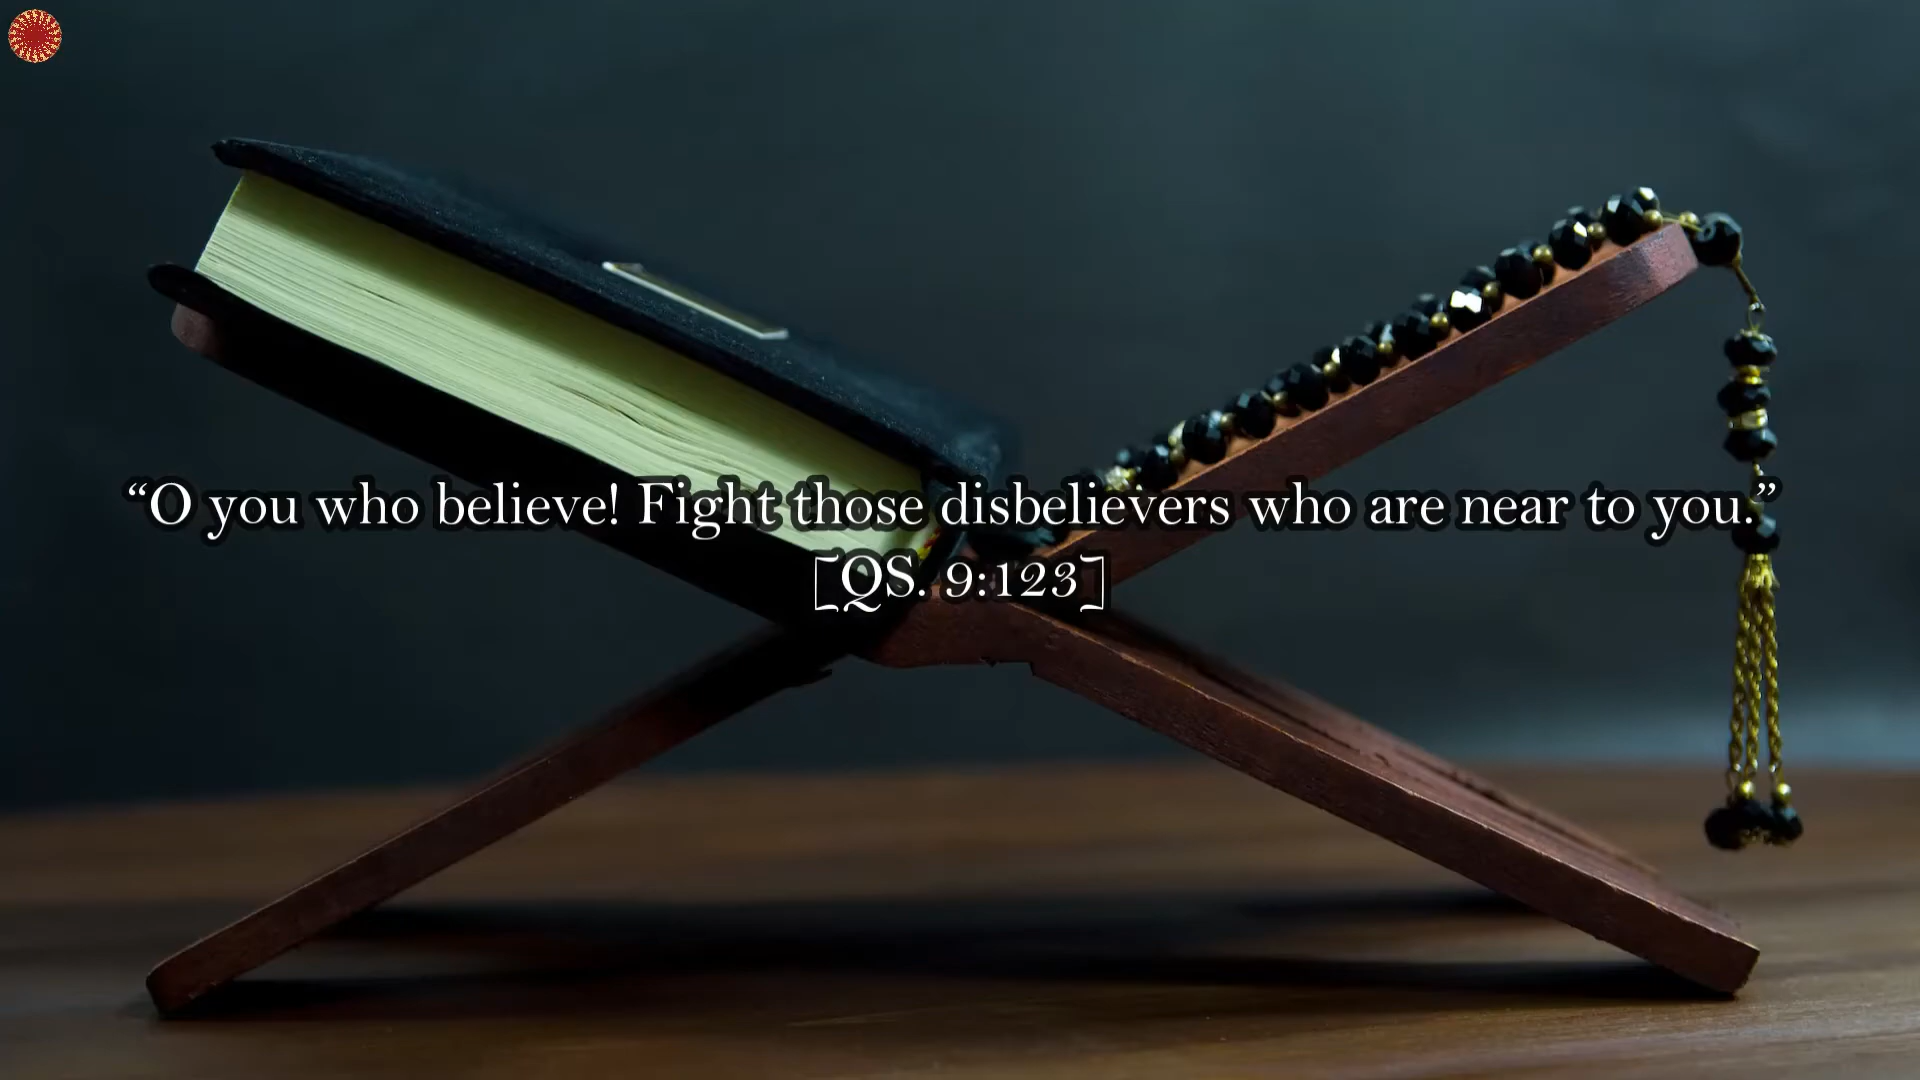 “O you who believe! Fight those disbelievers who are near to you.”
[QS. 9:123]